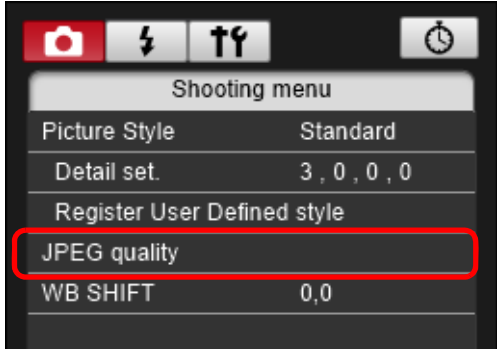 Shooting menu
Picture Style Standard
Detail set. 3 , 0 , 0 , 0
Register User Defined style
JPEG quality
WB SHIFT 0,0